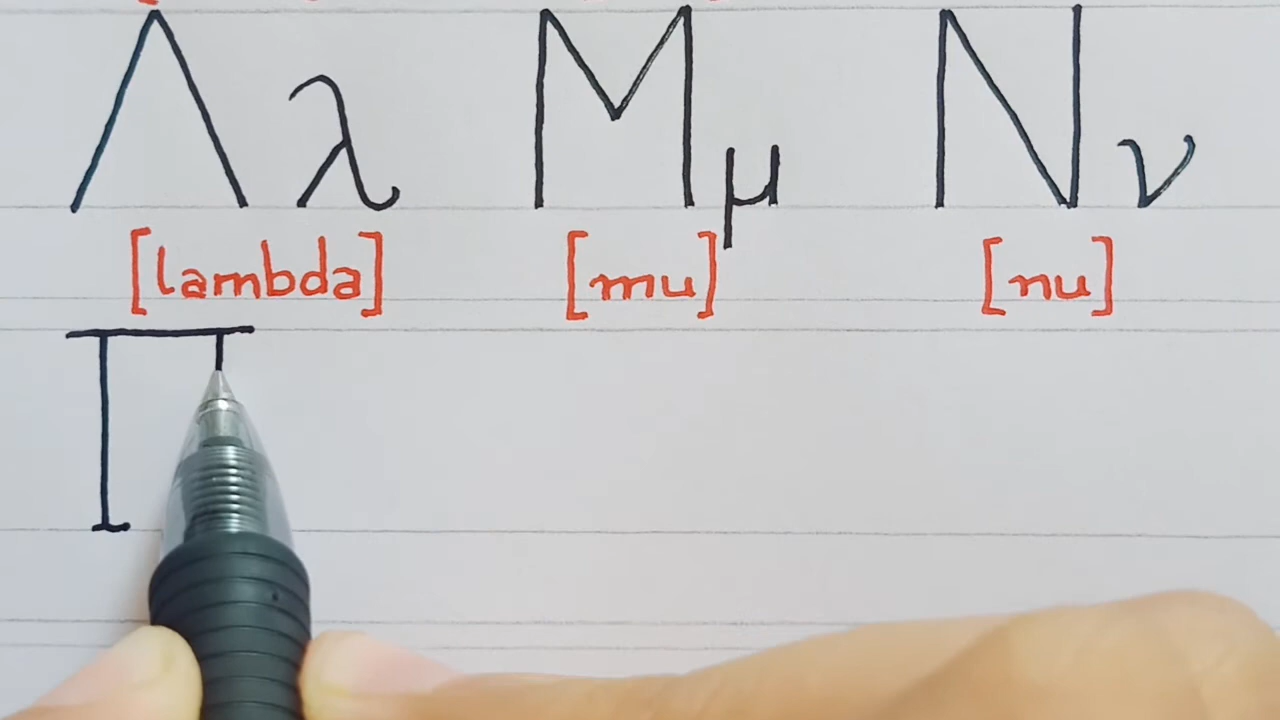 Λ λ Μ μ Ν ν
[lambda] [mu] [nu]
Π